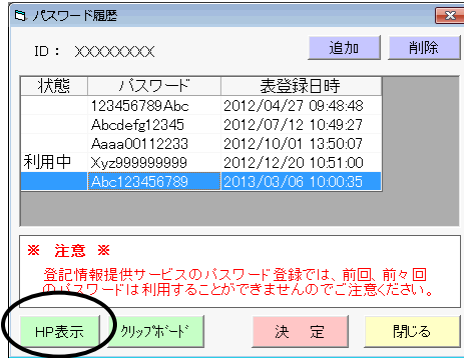 パスワード履歴
ID： XXXXXXXX 追加 削除
状態 パスワード 表登録日時
123456789Abc 2012/04/27 09:48:48
Abcdefg12345 2012/07/12 10:49:27
Aaaa00112233 2012/10/01 13:50:07
利用中 Xyz999999999 2012/12/20 10:51:00
Abc123456789 2013/03/06 10:00:35
※ 注意 ※
登記情報提供サービスのパスワード登録では、前回、前々回
のパスワードは利用することができませんのでご注意ください。
HP表示 クリップボード 決 定 閉じる